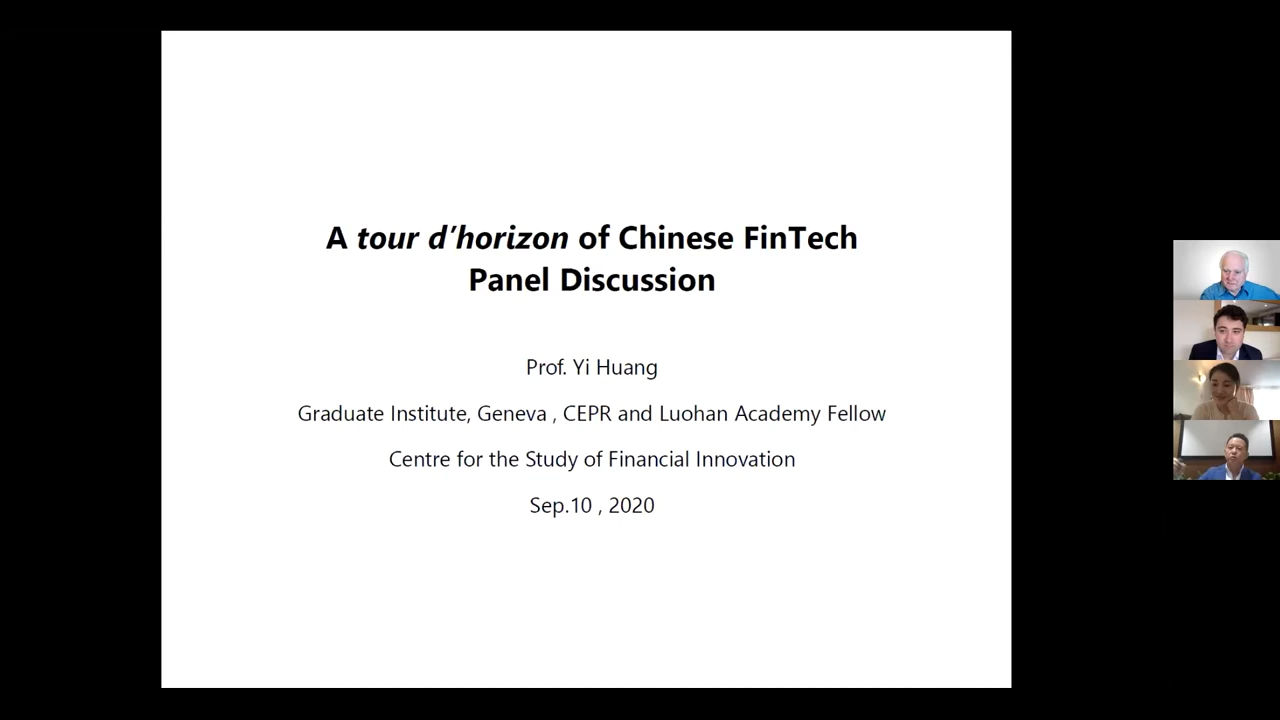 A tour d’horizon of Chinese FinTech
Panel Discussion
Prof. Yi Huang
Graduate Institute, Geneva , CEPR and Luohan Academy Fellow
Centre for the Study of Financial Innovation
Sep.10 , 2020